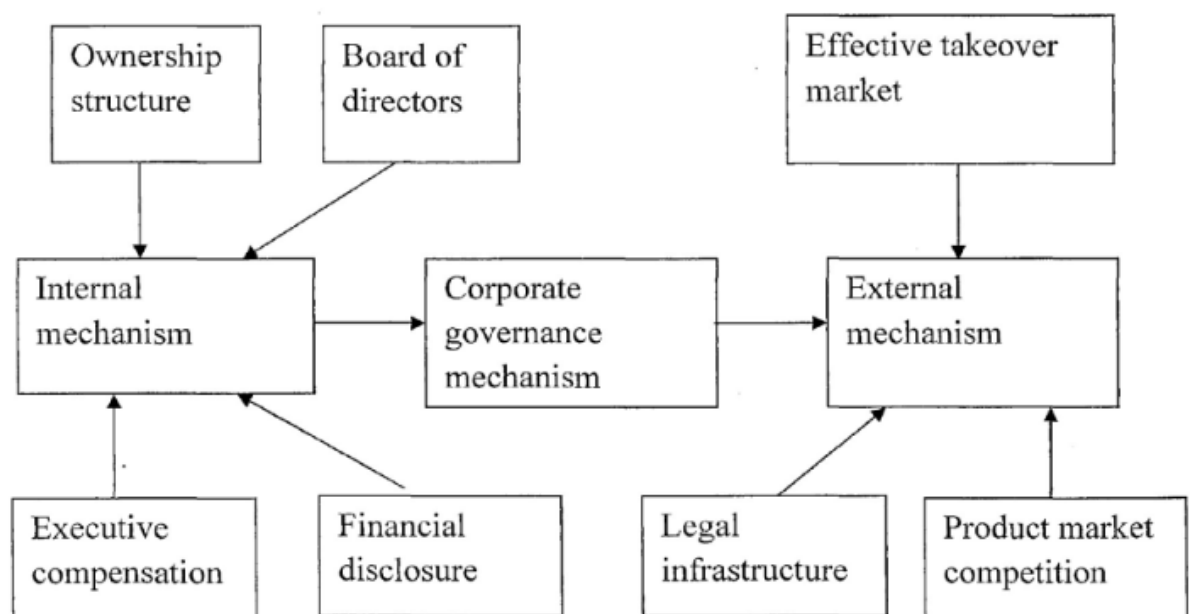 Ownership
structure
Board of
directors
Effective takeover
market
Internal
mechanism
Corporate
governance
mechanism
External
mechanism
Executive
compensation
Financial
disclosure
Legal
infrastructure
Product market
competition